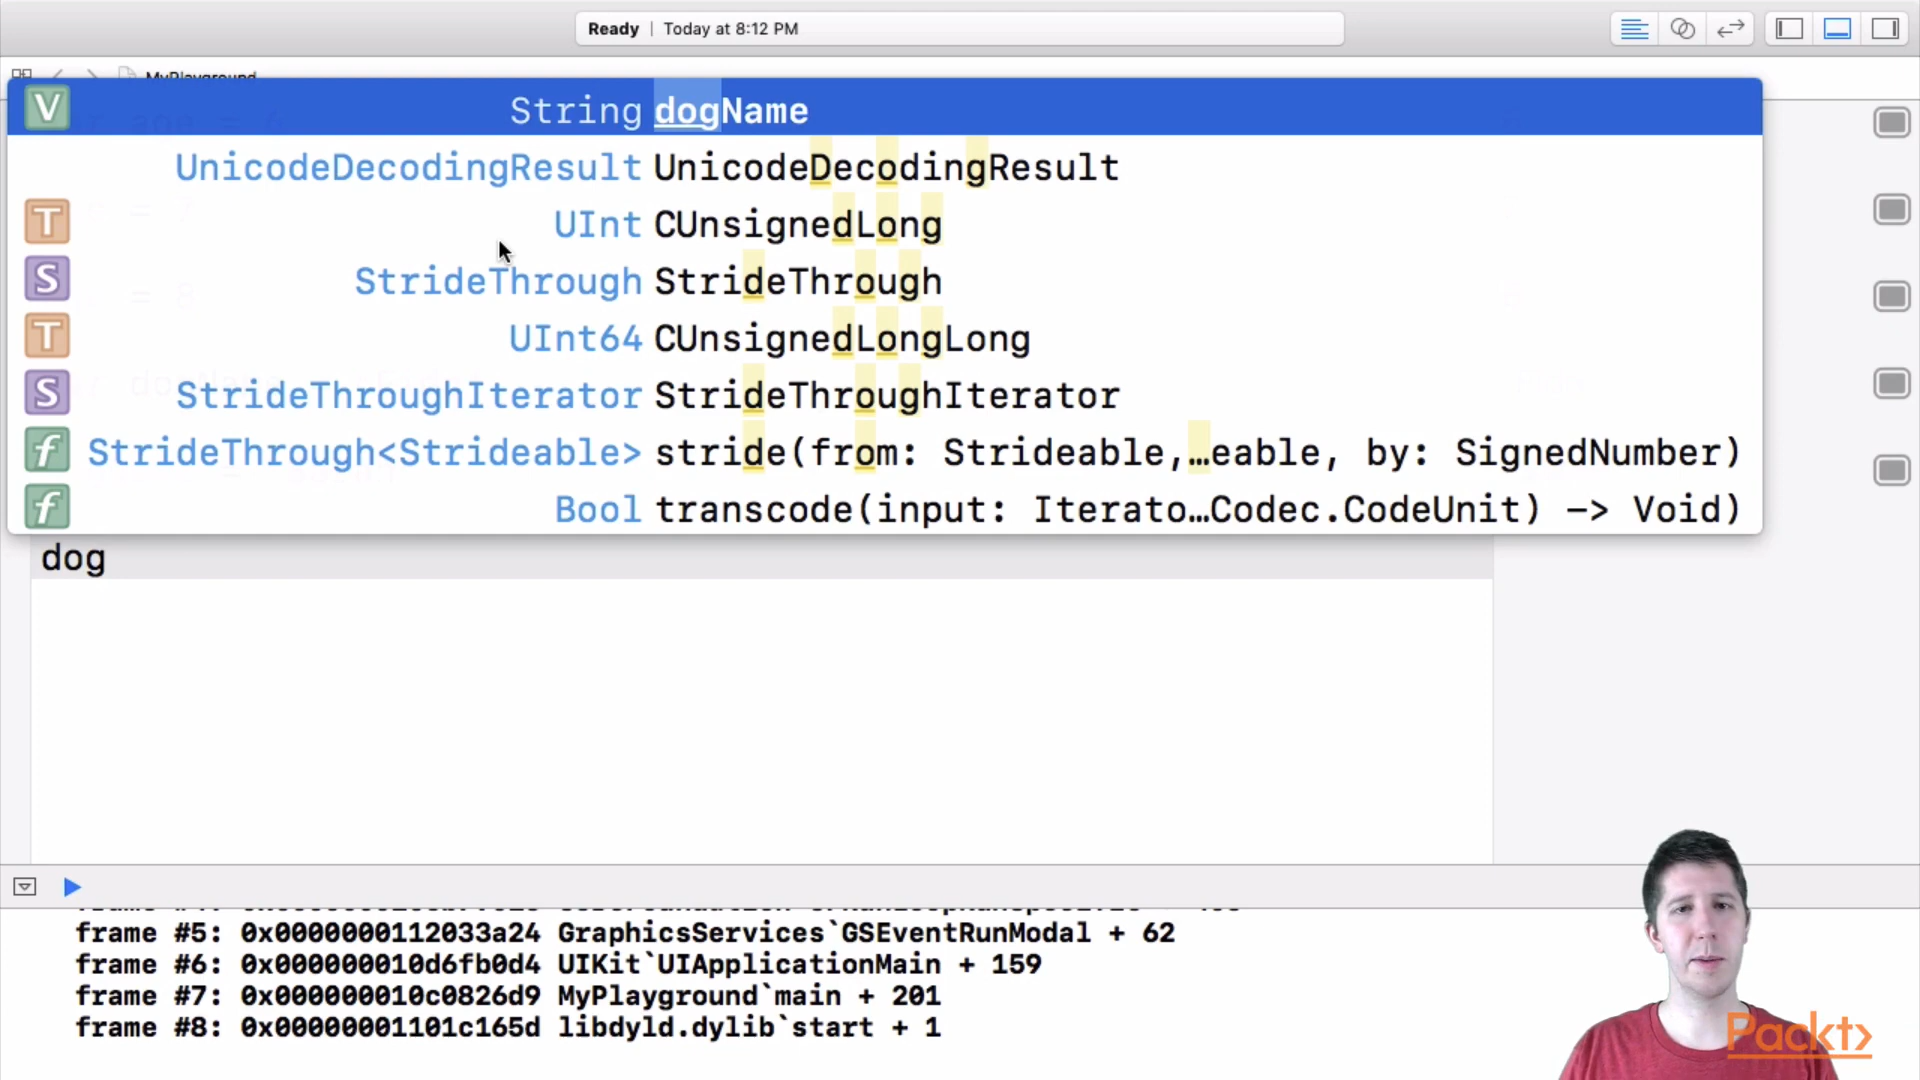 Ready | Today at 8:12 PM
MyPlayground
V String dogName
UnicodeDecodingResult UnicodeDecodingResult
T UInt CUnsignedLong
S StrideThrough StrideThrough
T UInt64 CUnsignedLongLong
S StrideThroughIterator StrideThroughIterator
f StrideThrough<Strideable> stride(from: Strideable,…eable, by: SignedNumber)
f Bool transcode(input: Iterato…Codec.CodeUnit) -> Void)
dog
frame #5: 0x0000000112033a24 GraphicsServices`GSEventRunModal + 62
frame #6: 0x000000010d6fb0d4 UIKit`UIApplicationMain + 159
frame #7: 0x000000010c0826d9 MyPlayground`main + 201
frame #8: 0x00000001101c165d libdyld.dylib`start + 1
Packt>